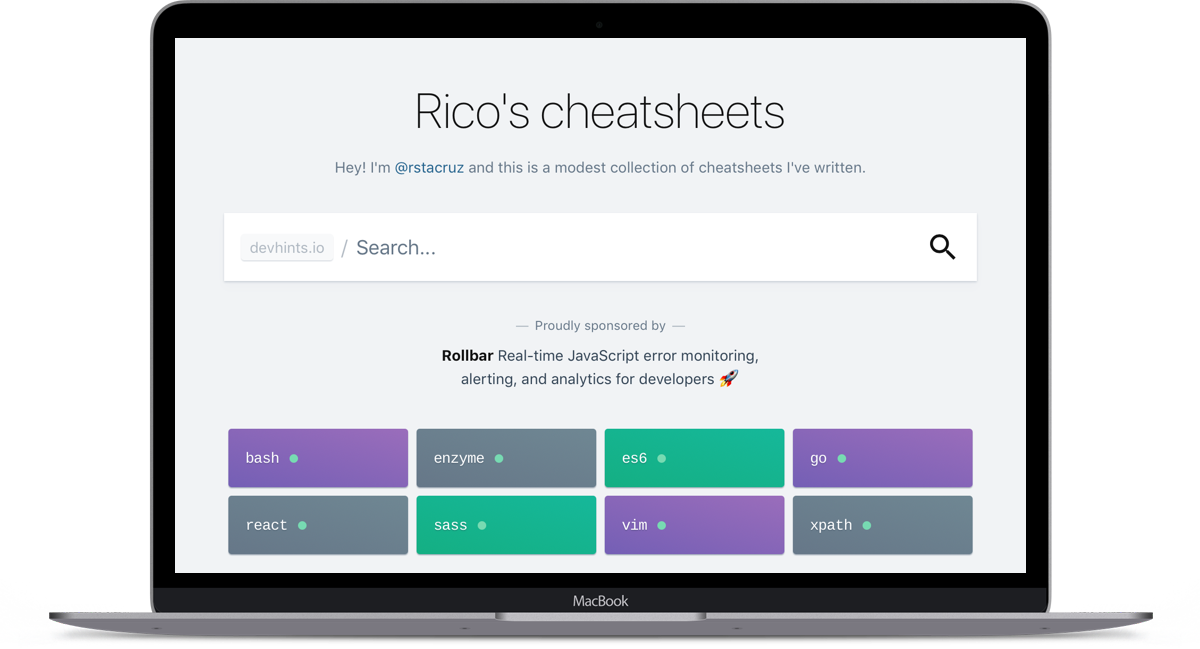 Rico's cheatsheets
Hey! I'm @rstacruz and this is a modest collection of cheatsheets I've written.
devhints.io / Search...
— Proudly sponsored by —
Rollbar Real-time JavaScript error monitoring,
alerting, and analytics for developers 🚀
bash enzyme es6 go
react sass vim xpath
MacBook